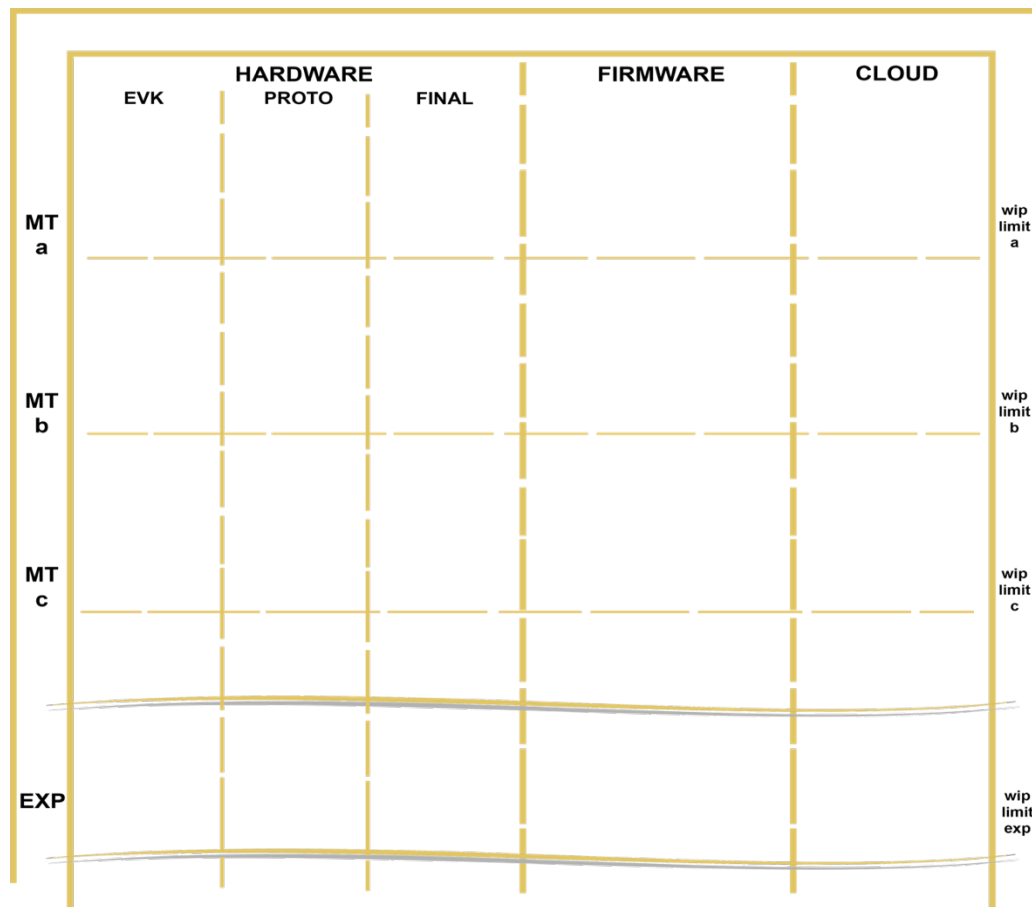 HARDWARE FIRMWARE CLOUD
EVK PROTO FINAL
MT
a
wip
limit
a
MT
b
wip
limit
b
MT
c
wip
limit
c
EXP
wip
limit
exp